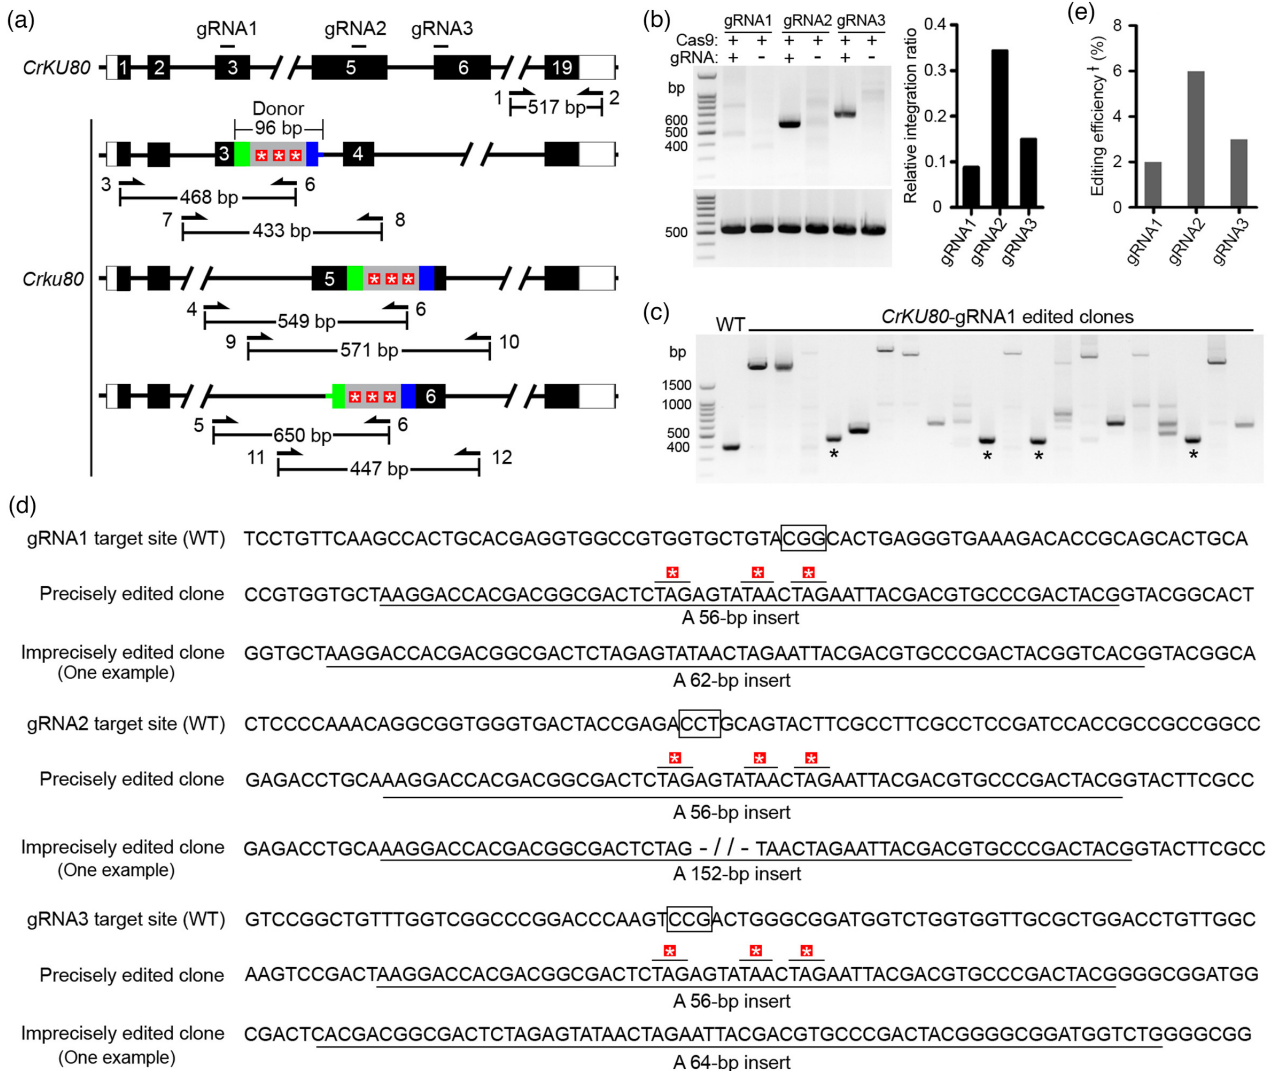 (a)
gRNA1 gRNA2 gRNA3
CrKU80 1 2 3 5 6 19
1 517 bp 2
Donor
96 bp
3 * * * 4
3 468 bp 6
7 433 bp 8
Crku80 5 * * *
4 549 bp 6
9 571 bp 10
* * * 6
5 650 bp 6
11 447 bp 12
(b)
gRNA1 gRNA2 gRNA3
Cas9: + + + + + +
gRNA: + - + - + -
bp
600
500
400
500
Relative integration ratio
0.4
0.3
0.2
0.1
0
gRNA1 gRNA2 gRNA3
(e)
Editing efficiency† (%)
8
6
4
2
0
gRNA1 gRNA2 gRNA3
(c)
WT CrKU80-gRNA1 edited clones
bp
1500
1000
500
400
* * * *
(d)
gRNA1 target site (WT) TCCTGTTCAAGCCACTGCACGAGGTGGCCGTGGTGCTGTACGGCACTGAGGGTGAAAGACACCGCAGCACTGCA
* * *
Precisely edited clone CCGTGGTGCTAAGGACCACGACGGCGACTCTAGAGTATAACTAGAATTACGACGTGCCCGACTACGGTACGGCACT
A 56-bp insert
Imprecisely edited clone GGTGCTAAGGACCACGACGGCGACTCTAGAGTATAACTAGAATTACGACGTGCCCGACTACGGTCACGGTACGGCA
(One example)
A 62-bp insert
gRNA2 target site (WT) CTCCCCAAACAGGCGGTGGGTGACTACCGAGACCTGCAGTACTTCGCCTTCGCCTCCGATCCACCGCCGCCGGCC
* * *
Precisely edited clone GAGACCTGCAAAGGACCACGACGGCGACTCTAGAGTATAACTAGAATTACGACGTGCCCGACTACGGTACTTCGCC
A 56-bp insert
Imprecisely edited clone GAGACCTGCAAAGGACCACGACGGCGACTCTAG - / / - TAACTAGAATTACGACGTGCCCGACTACGGTACTTCGCC
(One example)
A 152-bp insert
gRNA3 target site (WT) GTCCGGCTGTTTGGTCGGCCCGGACCCAAGTCCGACTGGGCGGATGGTCTGGTGGTTGCGCTGGACCTGTTGGC
* * *
Precisely edited clone AAGTCCGACTAAGGACCACGACGGCGACTCTAGAGTATAACTAGAATTACGACGTGCCCGACTACGGGGCGGATGG
A 56-bp insert
Imprecisely edited clone CGACTCACGACGGCGACTCTAGAGTATAACTAGAATTACGACGTGCCCGACTACGGGGCGGATGGTCTGGGGCGG
(One example)
A 64-bp insert